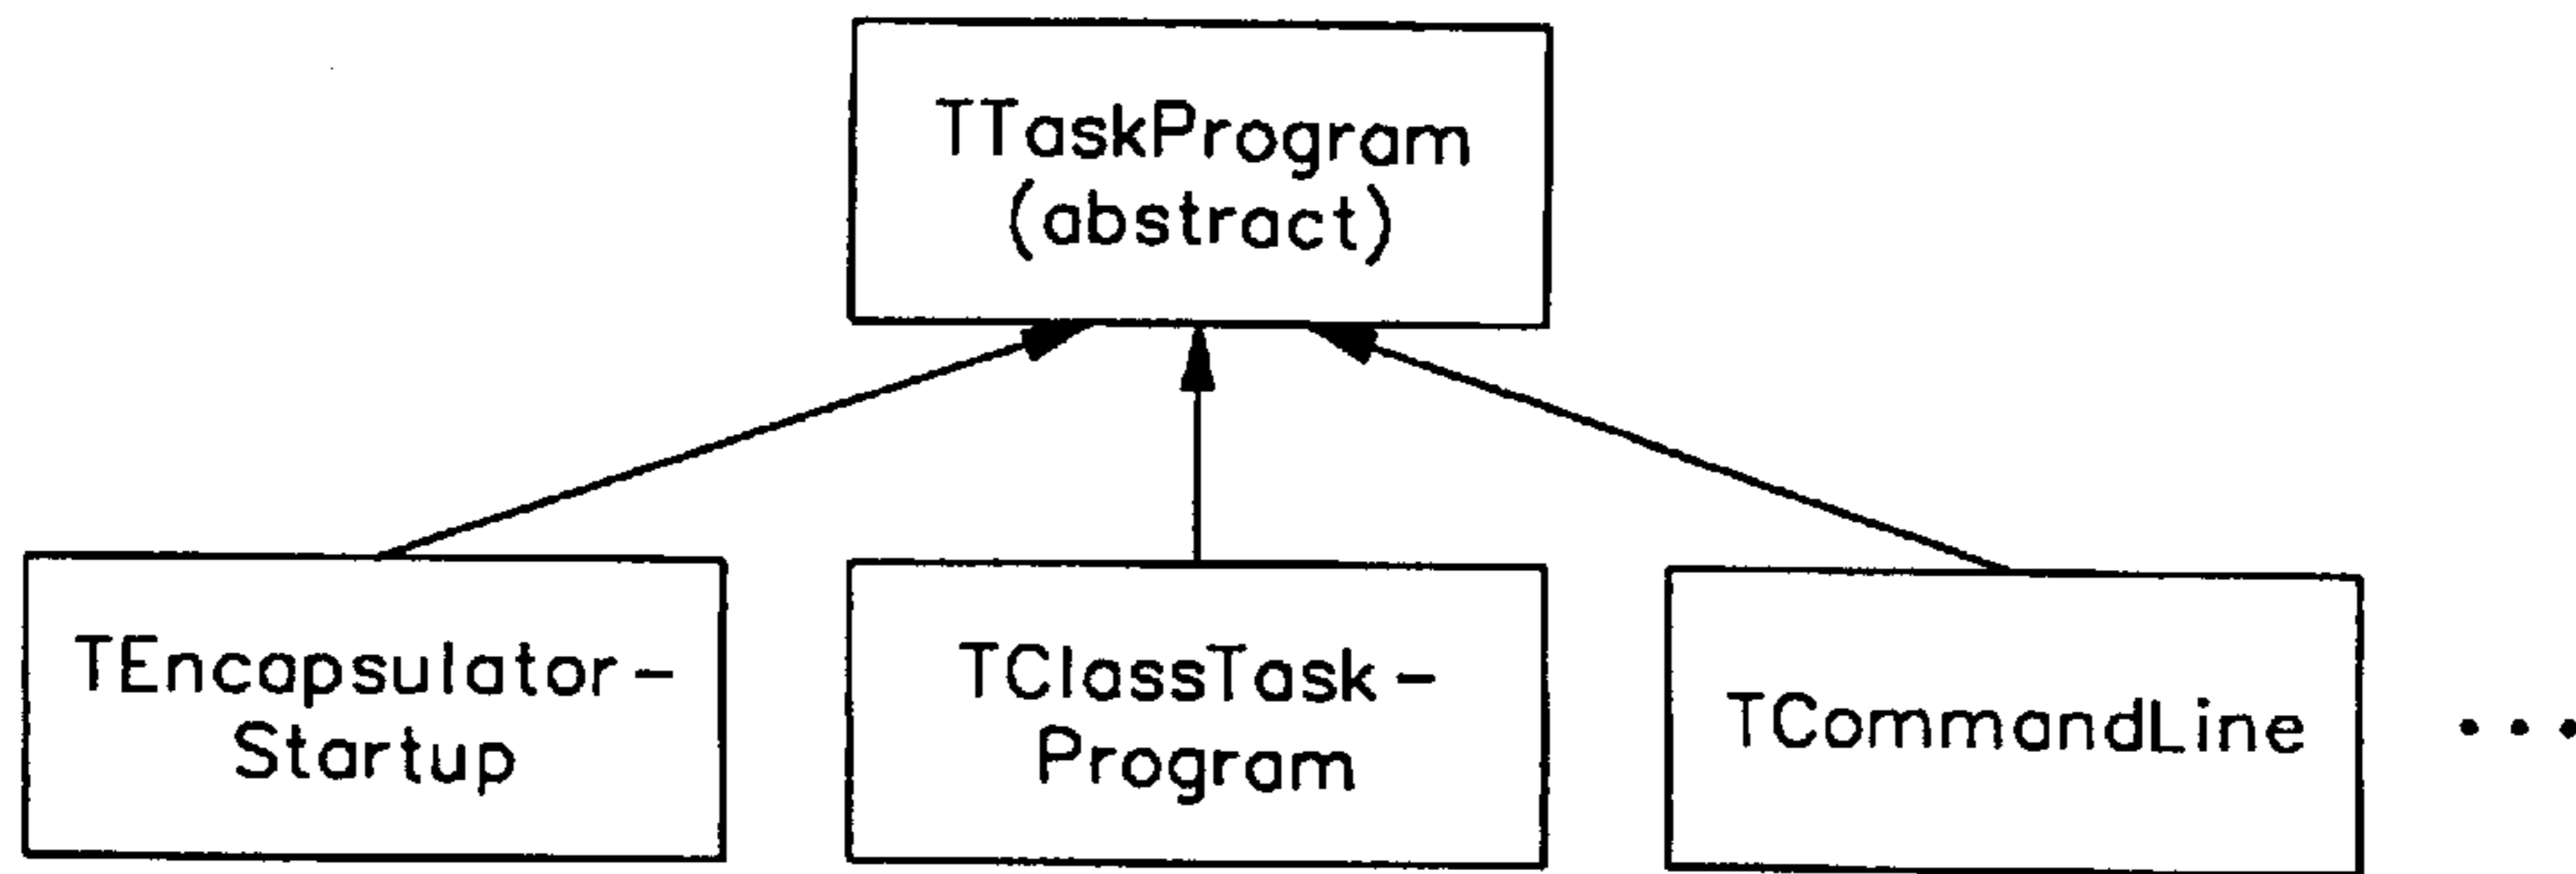 TTaskProgram
(abstract)
TEncapsulator-
Startup
TClassTask-
Program
TCommandLine
...